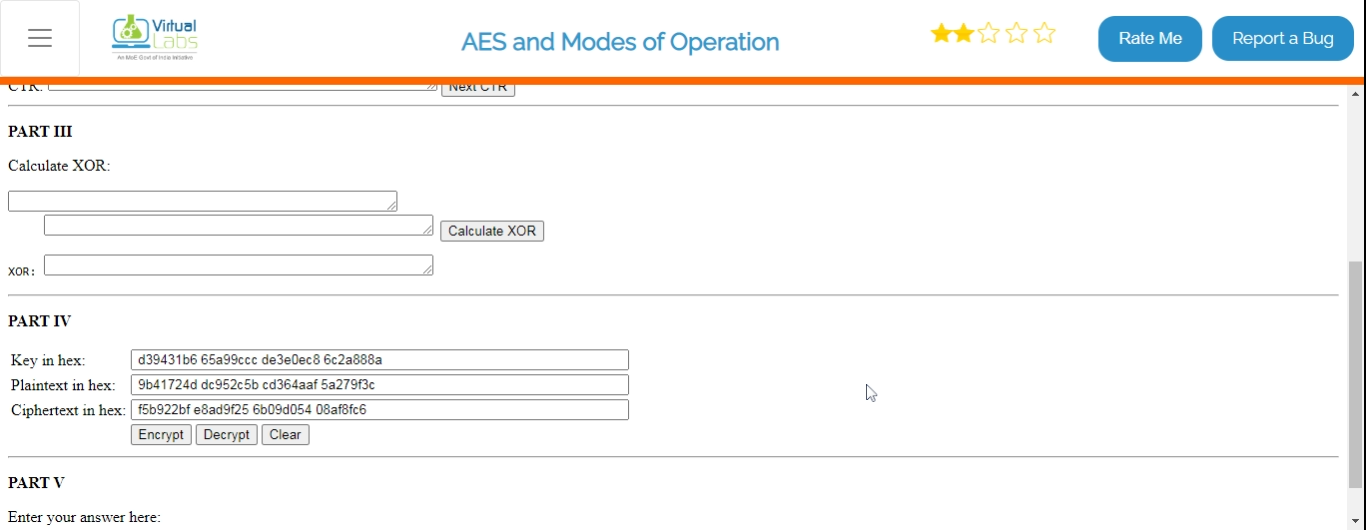 Virtual
Labs
An MoE Govt of India Initiative
AES and Modes of Operation
Rate Me
Report a Bug
CTR:
Next CTR
PART III
Calculate XOR:
Calculate XOR
XOR:
PART IV
Key in hex: d39431b6 65a99ccc de3e0ec8 6c2a888a
Plaintext in hex: 9b41724d dc952c5b cd364aaf 5a279f3c
Ciphertext in hex: f5b922bf e8ad9f25 6b09d054 08af8fc6
Encrypt Decrypt Clear
PART V
Enter your answer here: